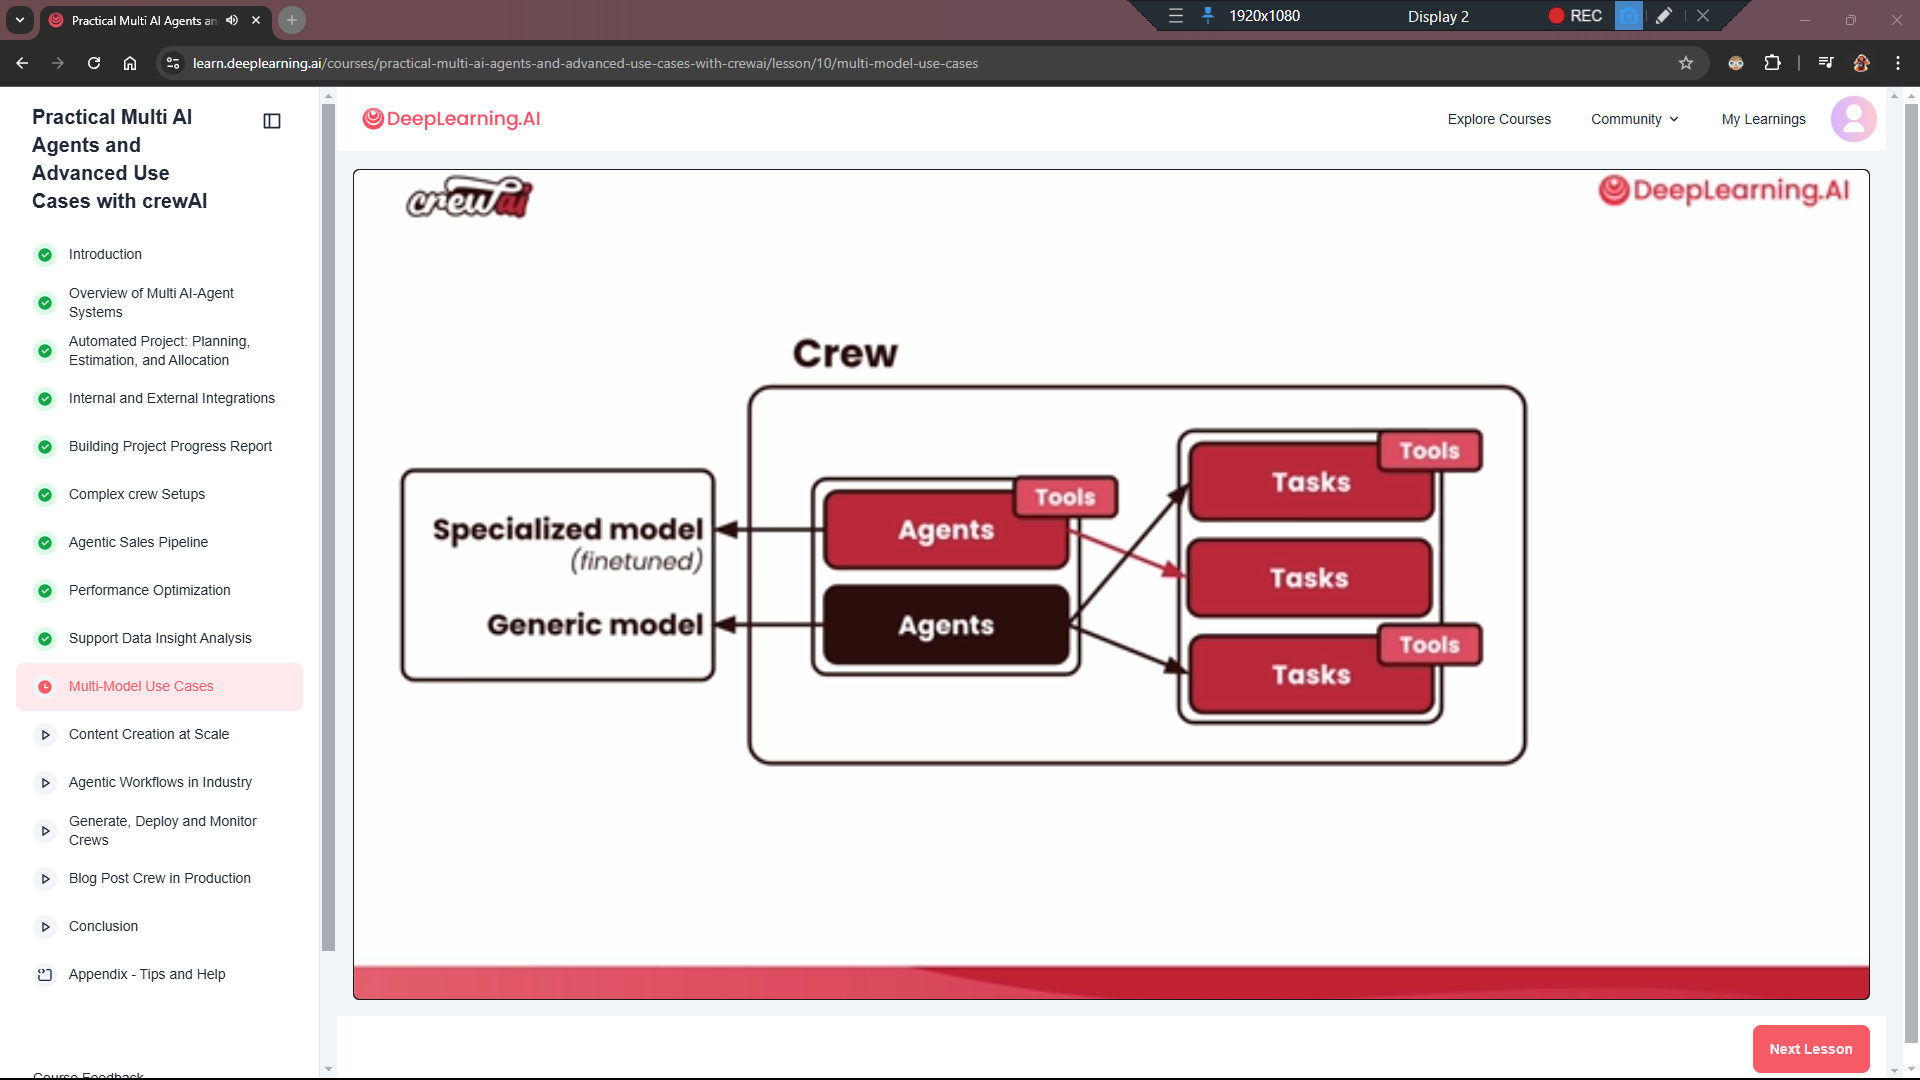 Practical Multi AI Agents an
1920x1080
Display 2
REC
learn.deeplearning.ai/courses/practical-multi-ai-agents-and-advanced-use-cases-with-crewai/lesson/10/multi-model-use-cases
Practical Multi AI
Agents and
Advanced Use
Cases with crewAI
DeepLearning.AI
Explore Courses
Community
My Learnings
Introduction
Overview of Multi AI-Agent
Systems
Automated Project: Planning,
Estimation, and Allocation
Internal and External Integrations
Building Project Progress Report
Complex crew Setups
Agentic Sales Pipeline
Performance Optimization
Support Data Insight Analysis
Multi-Model Use Cases
Content Creation at Scale
Agentic Workflows in Industry
Generate, Deploy and Monitor
Crews
Blog Post Crew in Production
Conclusion
Appendix - Tips and Help
Course Feedback
crewai
DeepLearning.AI
Crew
Specialized model
(finetuned)
Generic model
Tools
Agents
Agents
Tools
Tasks
Tasks
Tools
Tasks
Next Lesson